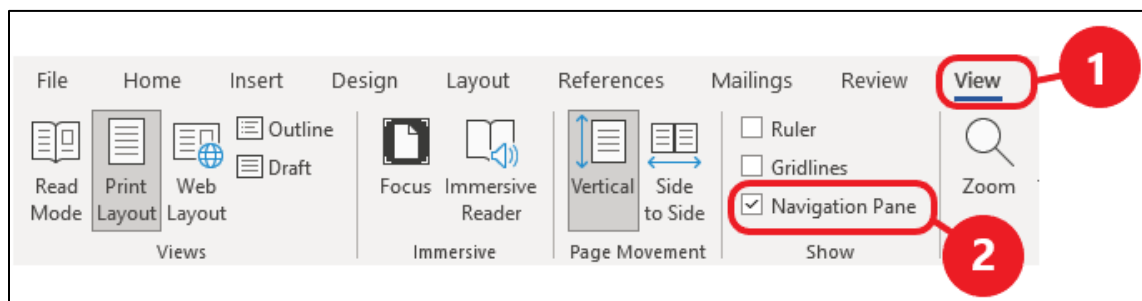 File Home Insert Design Layout References Mailings Review View 1
Outline Ruler
Draft Gridlines
Read Print Web Focus Immersive Vertical Side Navigation Pane Zoom
Mode Layout Layout Reader to Side
Views Immersive Page Movement Show 2